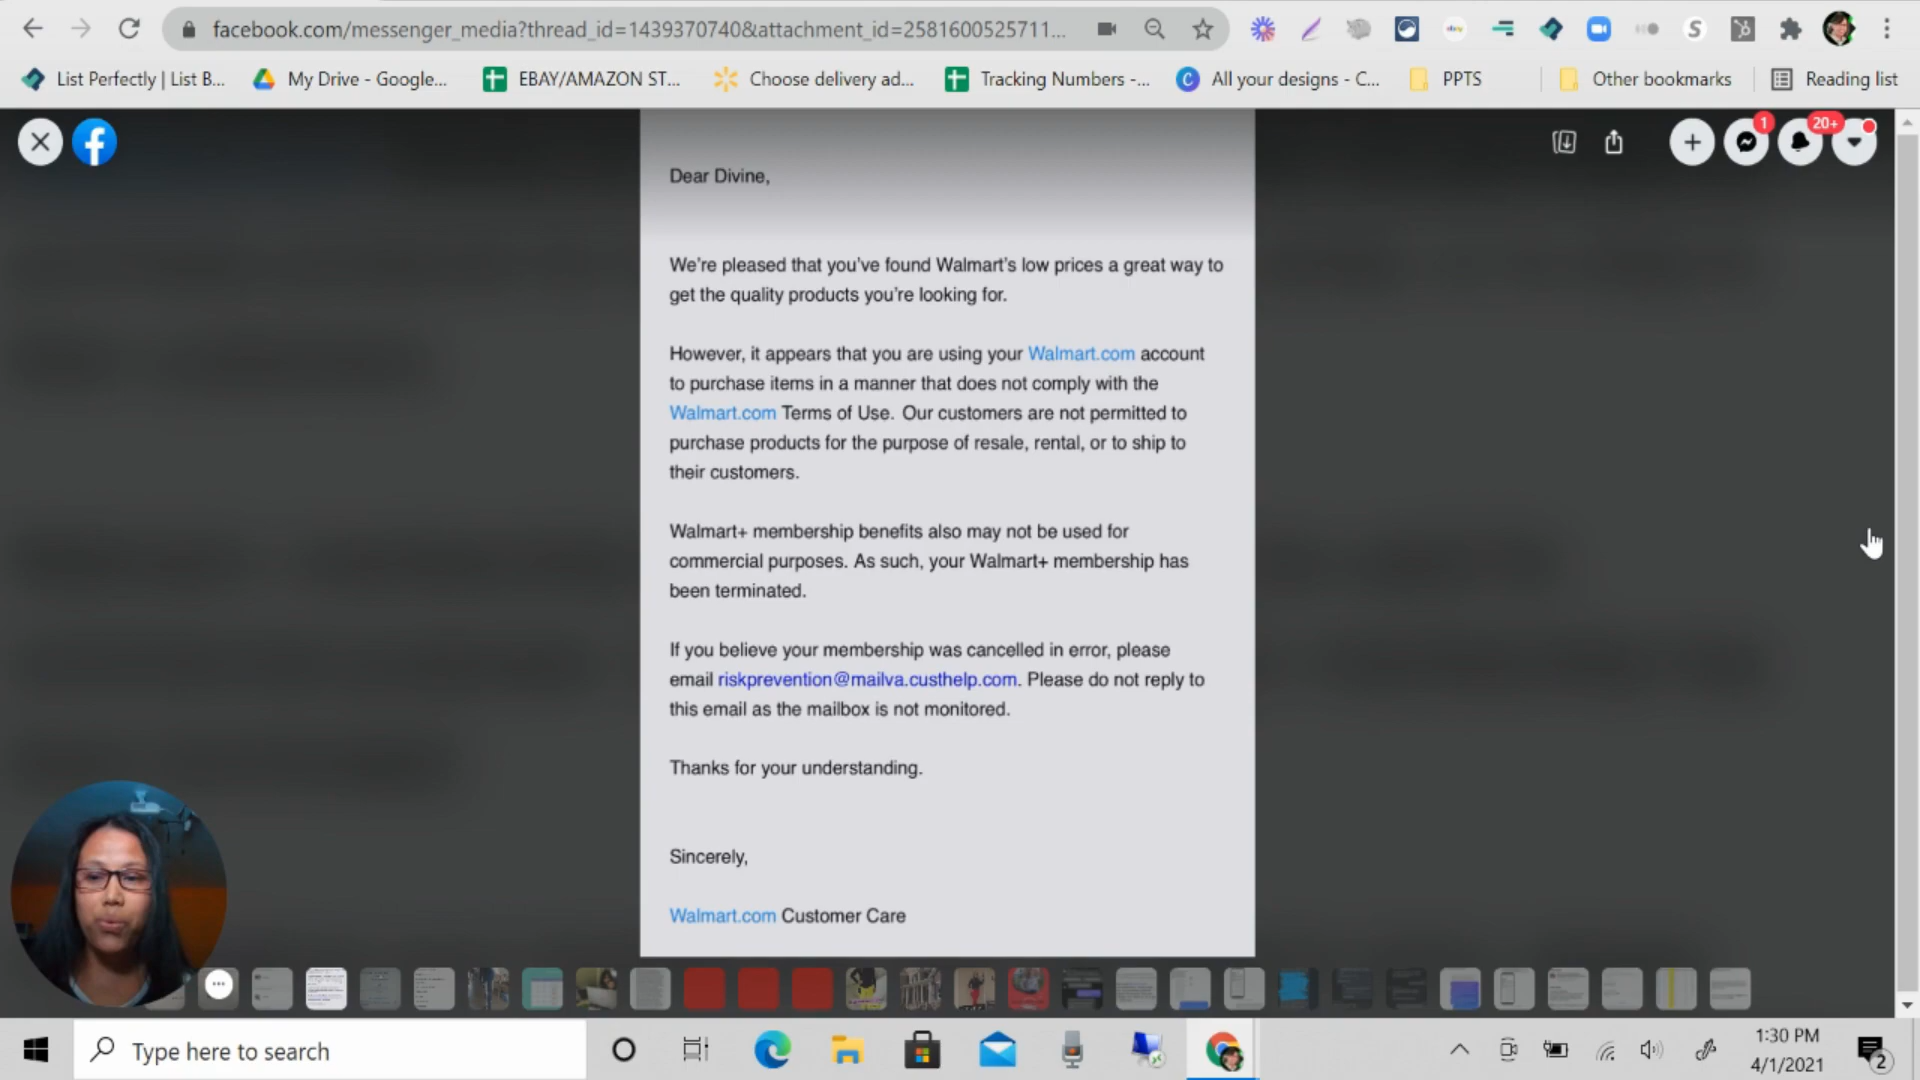 facebook.com/messenger_media?thread_id=1439370740&attachment_id=2581600525711...
List Perfectly | List B...
My Drive - Google...
EBAY/AMAZON ST...
Choose delivery ad...
Tracking Numbers -...
All your designs - C...
PPTS
Other bookmarks
Reading list
1
20+
Dear Divine,
We're pleased that you've found Walmart's low prices a great way to
get the quality products you're looking for.
However, it appears that you are using your Walmart.com account
to purchase items in a manner that does not comply with the
Walmart.com Terms of Use. Our customers are not permitted to
purchase products for the purpose of resale, rental, or to ship to
their customers.
Walmart+ membership benefits also may not be used for
commercial purposes. As such, your Walmart+ membership has
been terminated.
If you believe your membership was cancelled in error, please
email riskprevention@mailva.custhelp.com. Please do not reply to
this email as the mailbox is not monitored.
Thanks for your understanding.
Sincerely,
Walmart.com Customer Care
Type here to search
1:30 PM
4/1/2021
2